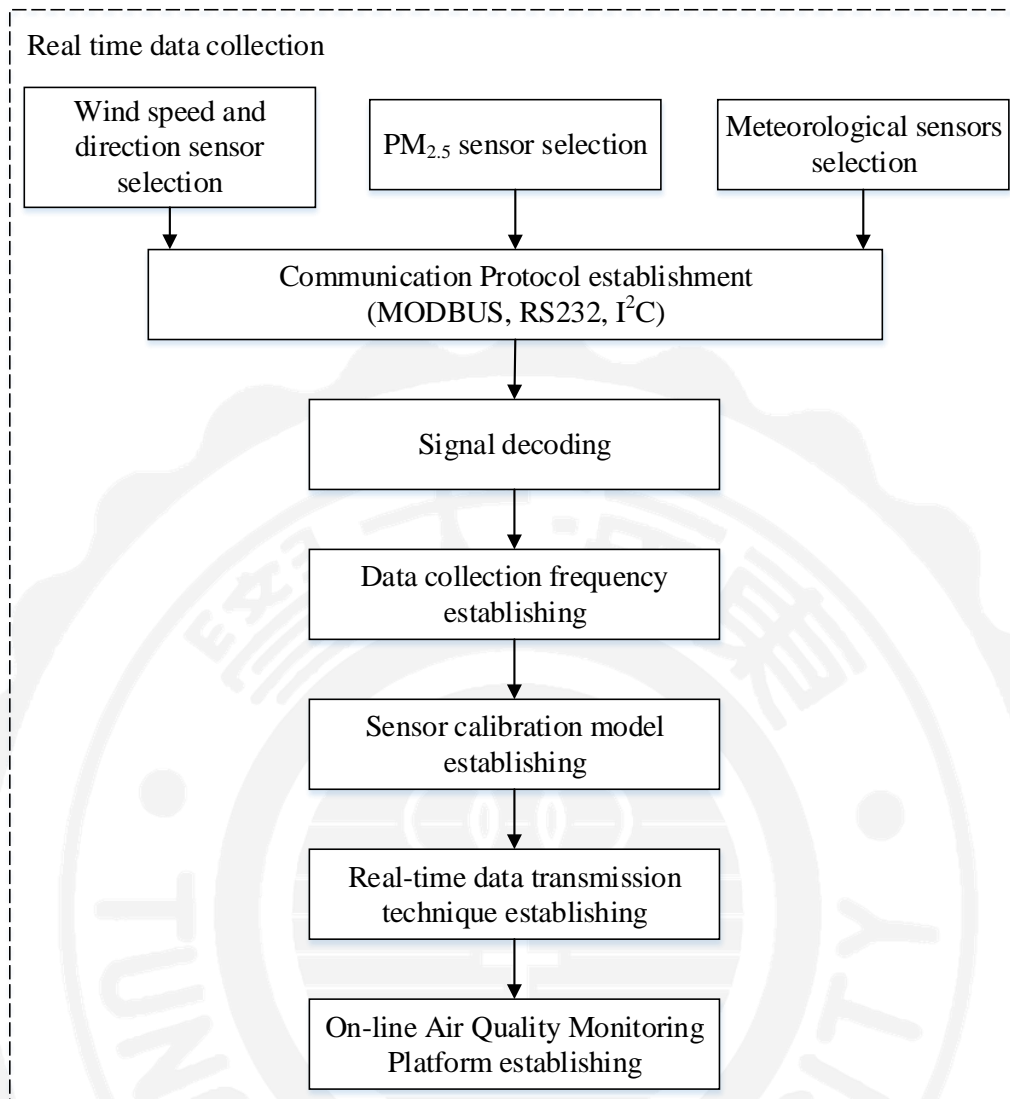 Real time data collection
Wind speed and
direction sensor
selection
PM₂.₅ sensor selection
Meteorological sensors
selection
Communication Protocol establishment
(MODBUS, RS232, I²C)
Signal decoding
Data collection frequency
establishing
Sensor calibration model
establishing
Real-time data transmission
technique establishing
On-line Air Quality Monitoring
Platform establishing